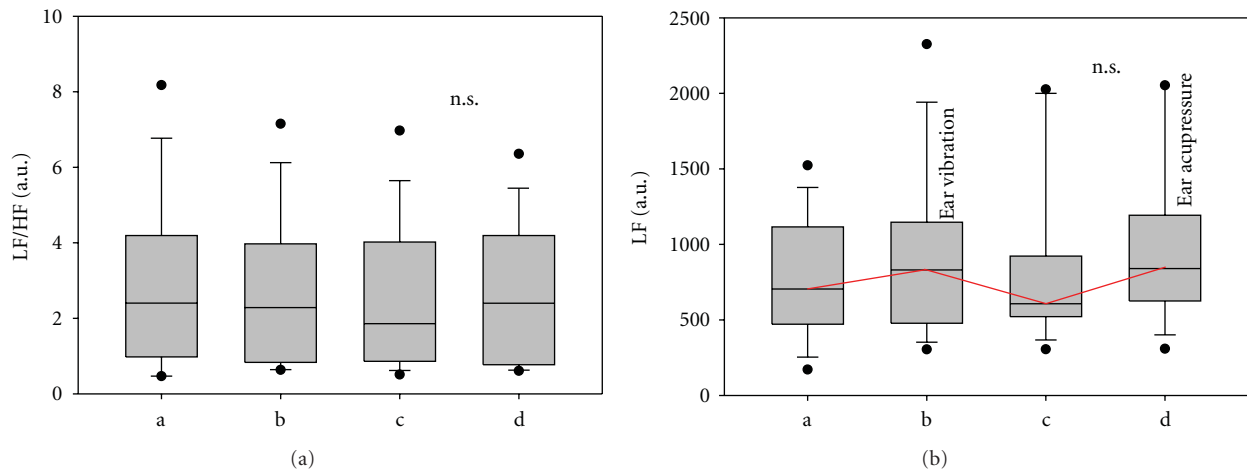 10
8
6
4
2
0
LF/HF (a.u.)
n.s.
a b c d
(a)
2500
2000
1500
1000
500
0
LF (a.u.)
Ear vibration
n.s.
Ear acupressure
a b c d
(b)